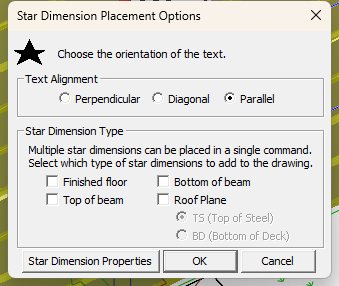 Star Dimension Placement Options
Choose the orientation of the text.
Text Alignment
Perpendicular Diagonal Parallel
Star Dimension Type
Multiple star dimensions can be placed in a single command.
Select which type of star dimensions to add to the drawing.
Finished floor Bottom of beam
Top of beam Roof Plane
TS (Top of Steel)
BD (Bottom of Deck)
Star Dimension Properties OK Cancel